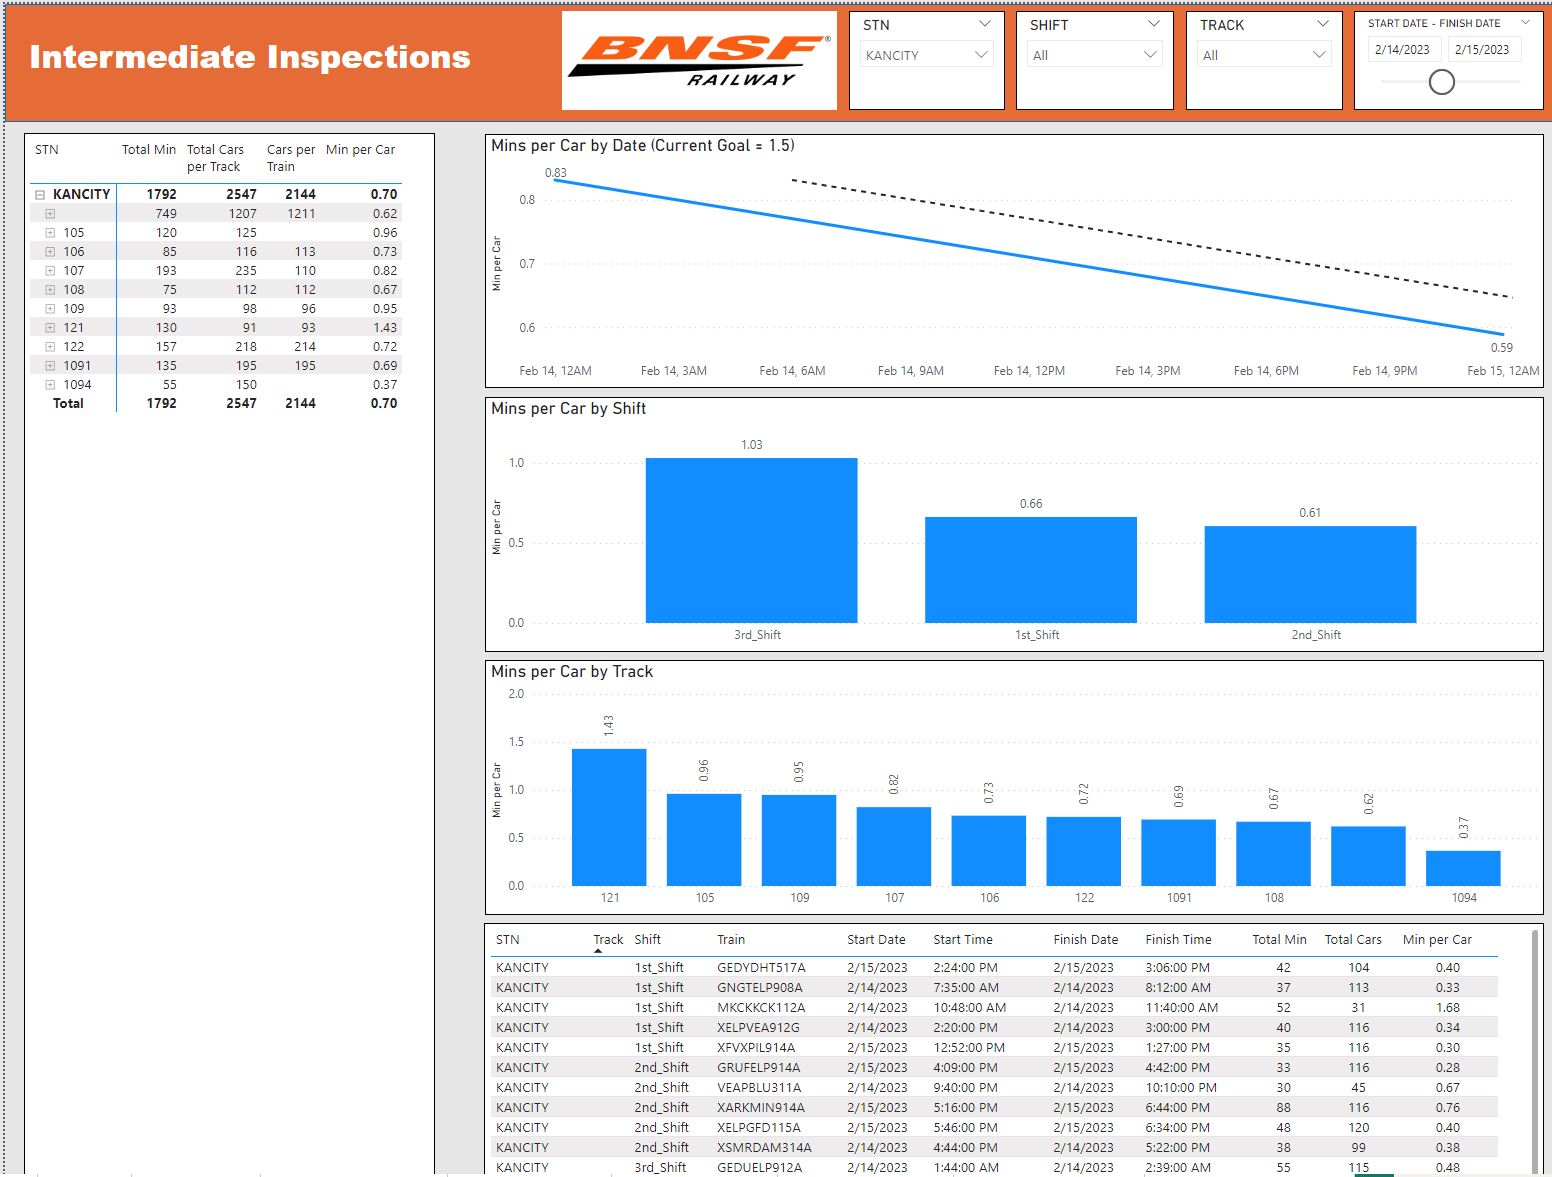 Intermediate Inspections
BNSF®
RAILWAY
STN
KANCITY
SHIFT
All
TRACK
All
START DATE - FINISH DATE
2/14/2023 2/15/2023
STN Total Min Total Cars per Track Cars per Train Min per Car
KANCITY 1792 2547 2144 0.70
749 1207 1211 0.62
105 120 125 0.96
106 85 116 113 0.73
107 193 235 110 0.82
108 75 112 112 0.67
109 93 98 96 0.95
121 130 91 93 1.43
122 157 218 214 0.72
1091 135 195 195 0.69
1094 55 150 0.37
Total 1792 2547 2144 0.70
Mins per Car by Date (Current Goal = 1.5)
Min per Car
0.83
0.8
0.7
0.6
0.59
Feb 14, 12AM Feb 14, 3AM Feb 14, 6AM Feb 14, 9AM Feb 14, 12PM Feb 14, 3PM Feb 14, 6PM Feb 14, 9PM Feb 15, 12AM
Mins per Car by Shift
Min per Car
1.0
0.5
0.0
1.03 0.66 0.61
3rd_Shift 1st_Shift 2nd_Shift
Mins per Car by Track
Min per Car
2.0
1.5
1.0
0.5
0.0
1.43 0.96 0.95 0.82 0.73 0.72 0.69 0.67 0.62 0.37
121 105 109 107 106 122 1091 108 1094
STN Track Shift Train Start Date Start Time Finish Date Finish Time Total Min Total Cars Min per Car
KANCITY 1st_Shift GEDYDHT517A 2/15/2023 2:24:00 PM 2/15/2023 3:06:00 PM 42 104 0.40
KANCITY 1st_Shift GNGTELP908A 2/14/2023 7:35:00 AM 2/14/2023 8:12:00 AM 37 113 0.33
KANCITY 1st_Shift MKCKKCK112A 2/14/2023 10:48:00 AM 2/14/2023 11:40:00 AM 52 31 1.68
KANCITY 1st_Shift XELPVEA912G 2/14/2023 2:20:00 PM 2/14/2023 3:00:00 PM 40 116 0.34
KANCITY 1st_Shift XFVXPIL914A 2/15/2023 12:52:00 PM 2/15/2023 1:27:00 PM 35 116 0.30
KANCITY 2nd_Shift GRUFELP914A 2/15/2023 4:09:00 PM 2/15/2023 4:42:00 PM 33 116 0.28
KANCITY 2nd_Shift VEAPBLU311A 2/14/2023 9:40:00 PM 2/14/2023 10:10:00 PM 30 45 0.67
KANCITY 2nd_Shift XARKMIN914A 2/15/2023 5:16:00 PM 2/15/2023 6:44:00 PM 88 116 0.76
KANCITY 2nd_Shift XELPGFD115A 2/15/2023 5:46:00 PM 2/15/2023 6:34:00 PM 48 120 0.40
KANCITY 2nd_Shift XSMRDAM314A 2/14/2023 4:44:00 PM 2/14/2023 5:22:00 PM 38 99 0.38
KANCITY 3rd_Shift GEDUELP912A 2/14/2023 1:44:00 AM 2/14/2023 2:39:00 AM 55 115 0.48